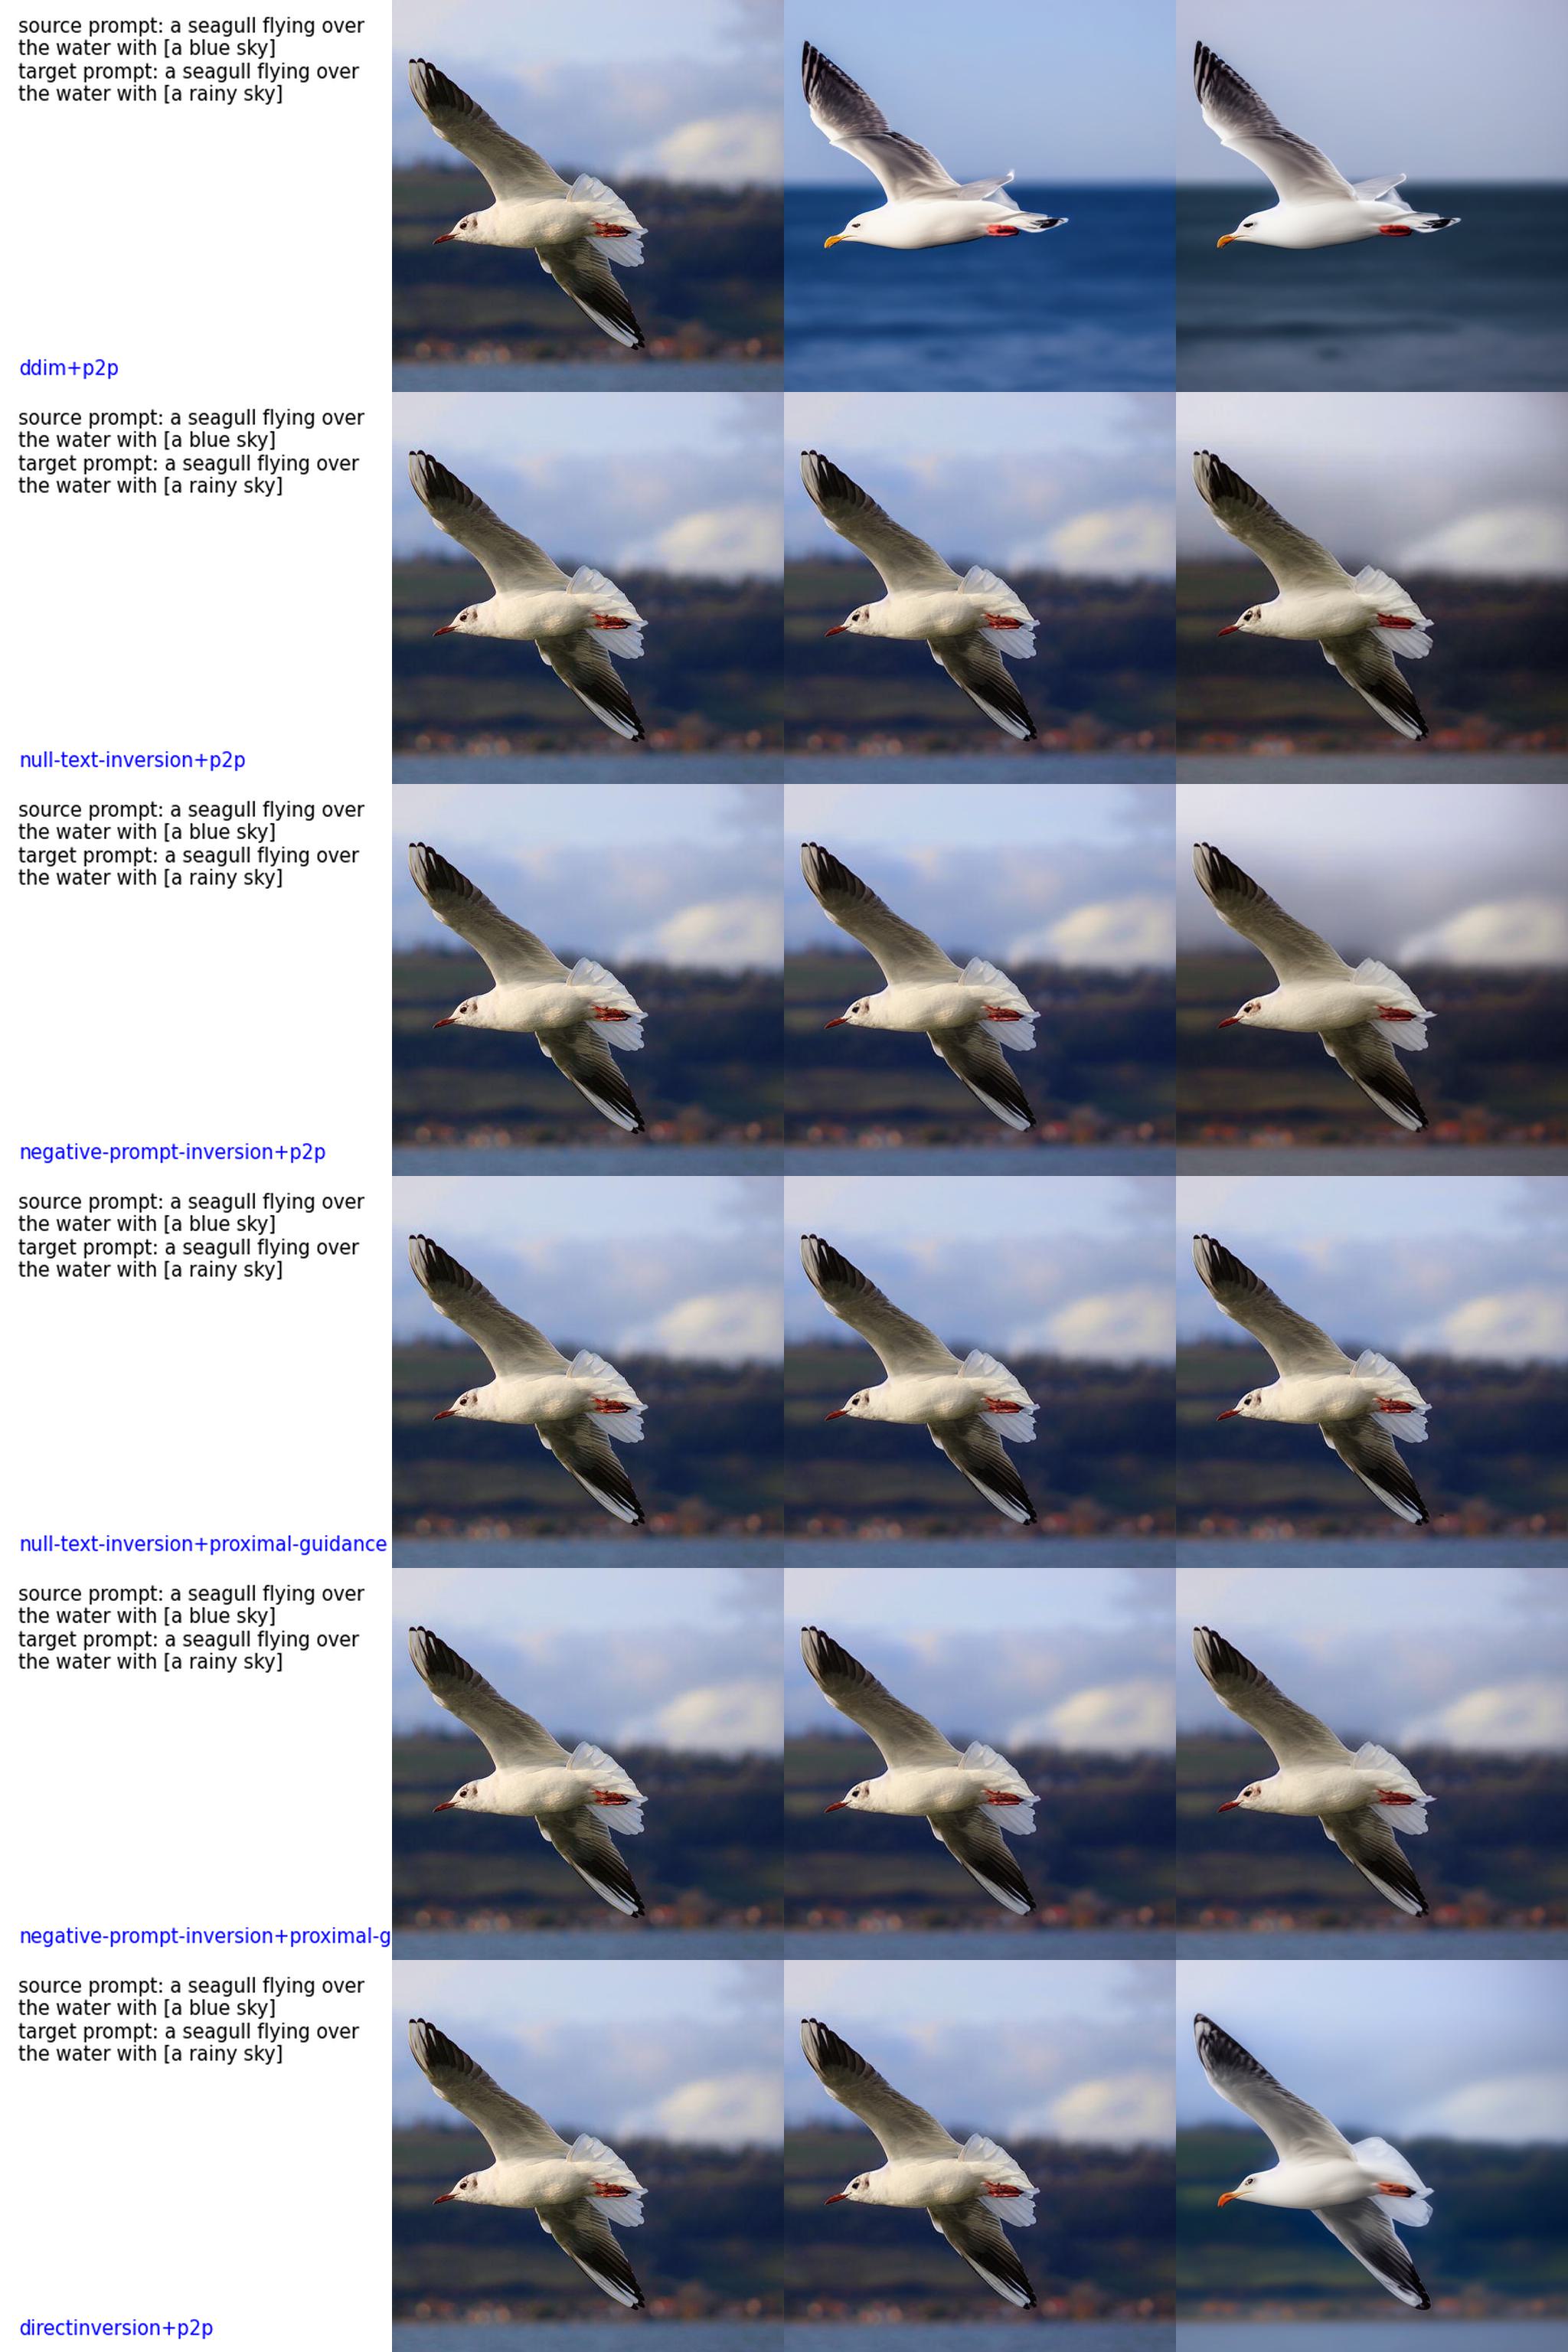 source prompt: a seagull flying over
the water with [a blue sky]
target prompt: a seagull flying over
the water with [a rainy sky]
ddim+p2p
source prompt: a seagull flying over
the water with [a blue sky]
target prompt: a seagull flying over
the water with [a rainy sky]
null-text-inversion+p2p
source prompt: a seagull flying over
the water with [a blue sky]
target prompt: a seagull flying over
the water with [a rainy sky]
negative-prompt-inversion+p2p
source prompt: a seagull flying over
the water with [a blue sky]
target prompt: a seagull flying over
the water with [a rainy sky]
null-text-inversion+proximal-guidance
source prompt: a seagull flying over
the water with [a blue sky]
target prompt: a seagull flying over
the water with [a rainy sky]
negative-prompt-inversion+proximal-g
source prompt: a seagull flying over
the water with [a blue sky]
target prompt: a seagull flying over
the water with [a rainy sky]
directinversion+p2p